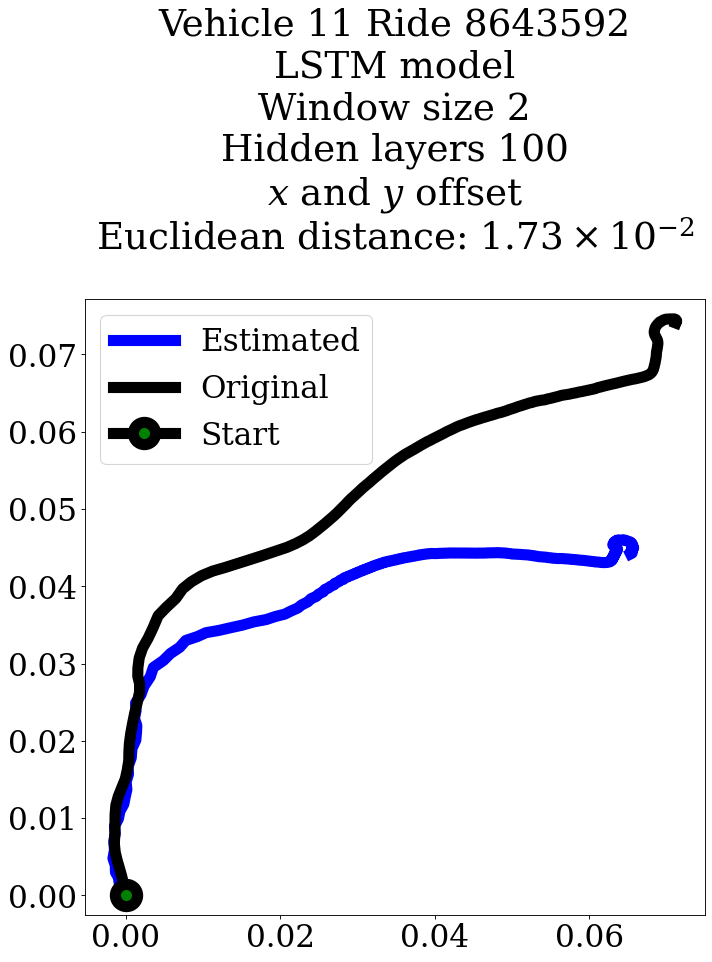 Vehicle 11 Ride 8643592
LSTM model
Window size 2
Hidden layers 100
x and y offset
Euclidean distance: 1.73 × 10⁻²
Estimated
Original
Start
0.07
0.06
0.05
0.04
0.03
0.02
0.01
0.00
0.00 0.02 0.04 0.06